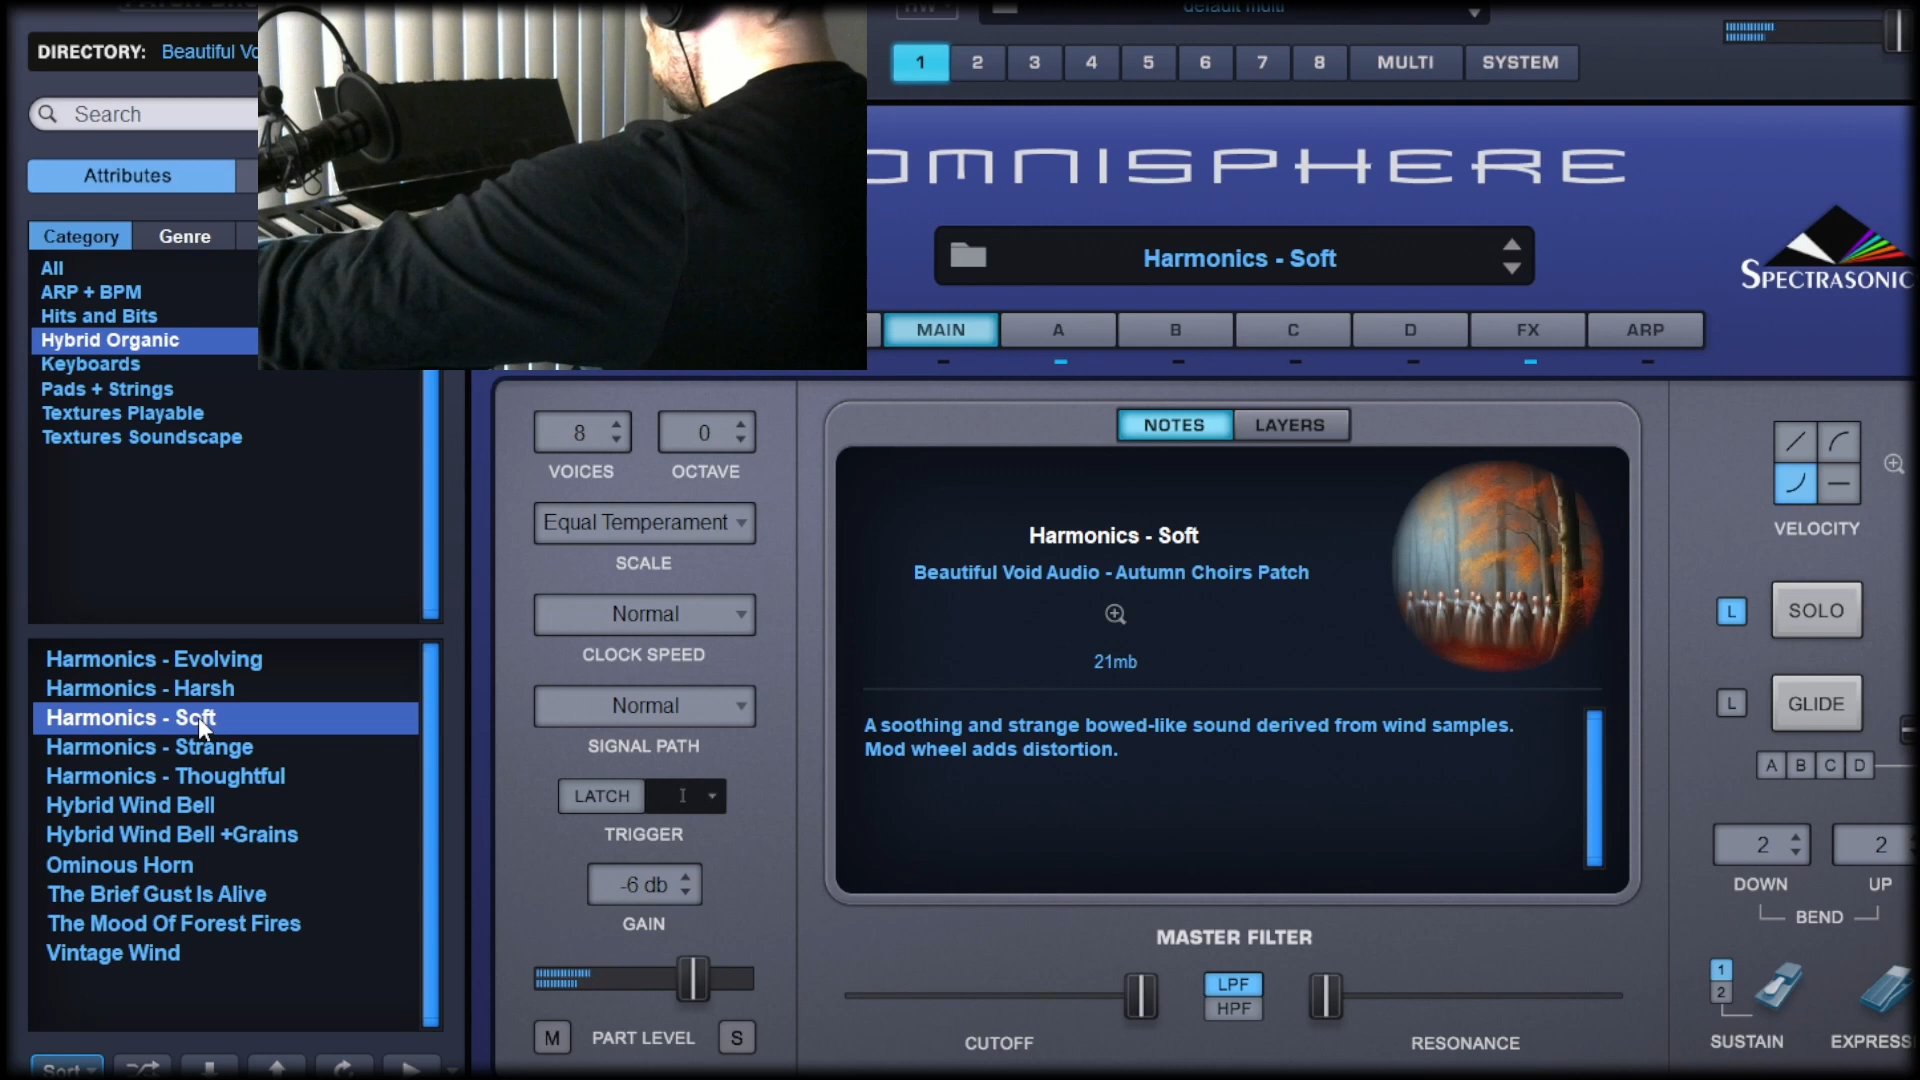 DIRECTORY: Beautiful Vo
Search
Attributes
Category
Genre
All
ARP + BPM
Hits and Bits
Hybrid Organic
Keyboards
Pads + Strings
Textures Playable
Textures Soundscape
Harmonics - Evolving
Harmonics - Harsh
Harmonics - Soft
Harmonics - Strange
Harmonics - Thoughtful
Hybrid Wind Bell
Hybrid Wind Bell +Grains
Ominous Horn
The Brief Gust Is Alive
The Mood Of Forest Fires
Vintage Wind
Sort
default multi
1 2 3 4 5 6 7 8 MULTI SYSTEM
OMNISPHERE
Harmonics - Soft
SPECTRASONIC
MAIN A B C D FX ARP
8 0
VOICES OCTAVE
Equal Temperament
SCALE
Normal
CLOCK SPEED
Normal
SIGNAL PATH
LATCH
TRIGGER
-6 db
GAIN
M PART LEVEL S
NOTES LAYERS
Harmonics - Soft
Beautiful Void Audio - Autumn Choirs Patch
21mb
A soothing and strange bowed-like sound derived from wind samples.
Mod wheel adds distortion.
MASTER FILTER
LPF
HPF
CUTOFF
RESONANCE
VELOCITY
L SOLO
L GLIDE
A B C D
2 2
DOWN UP
BEND
1
2
SUSTAIN EXPRESS